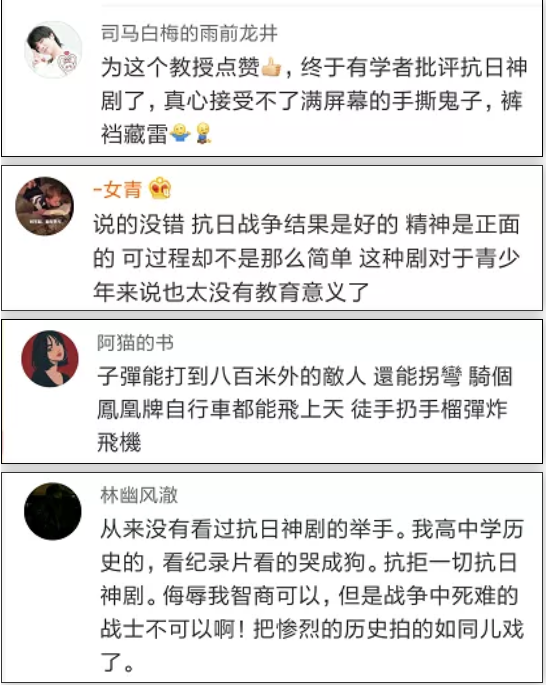 司马白梅的雨前龙井
为这个教授点赞👍，终于有学者批评抗日神
剧了，真心接受不了满屏幕的手撕鬼子，裤
裆藏雷🤷‍♂️🤦‍♂️
-女青
说的没错 抗日战争结果是好的 精神是正面
的 可过程却不是那么简单 这种剧对于青少
年来说也太没有教育意义了
阿猫的书
子彈能打到八百米外的敵人 還能拐彎 騎個
鳳凰牌自行車都能飛上天 徒手扔手榴彈炸
飛機
林幽风澈
从来没有看过抗日神剧的举手。我高中学历
史的，看纪录片看的哭成狗。抗拒一切抗日
神剧。侮辱我智商可以，但是战争中死难的
战士不可以啊！把惨烈的历史拍的如同儿戏
了。